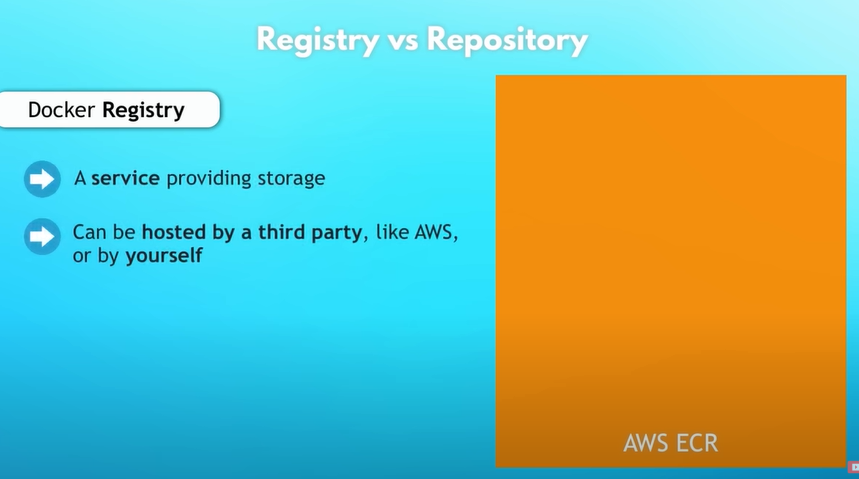 Registry vs Repository
Docker Registry
A service providing storage
Can be hosted by a third party, like AWS,
or by yourself
AWS ECR